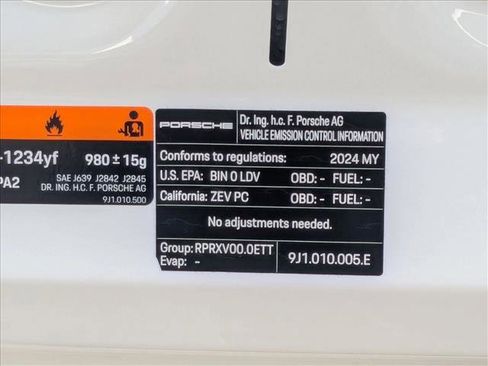 -1234yf 980 ± 15g
SAE J639 J2842 J2845
PA2
DR. ING. H.C. F. PORSCHE AG
9J1.010.500
PORSCHE
Dr. Ing. h.c. F. Porsche AG
VEHICLE EMISSION CONTROL INFORMATION
Conforms to regulations: 2024 MY
U.S. EPA: BIN 0 LDV OBD: - FUEL: -
California: ZEV PC OBD: - FUEL: -
No adjustments needed.
Group: RPRXV00.0ETT
Evap: -
9J1.010.005.E